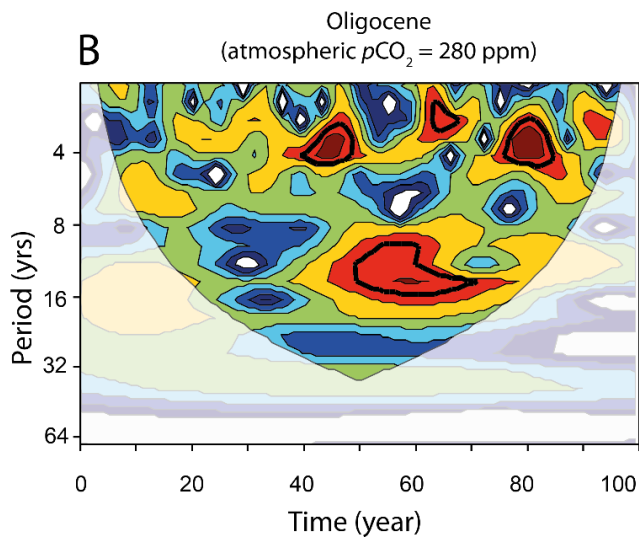 B
Oligocene
(atmospheric pCO₂ = 280 ppm)
Period (yrs)
4
8
16
32
64
0 20 40 60 80 100
Time (year)